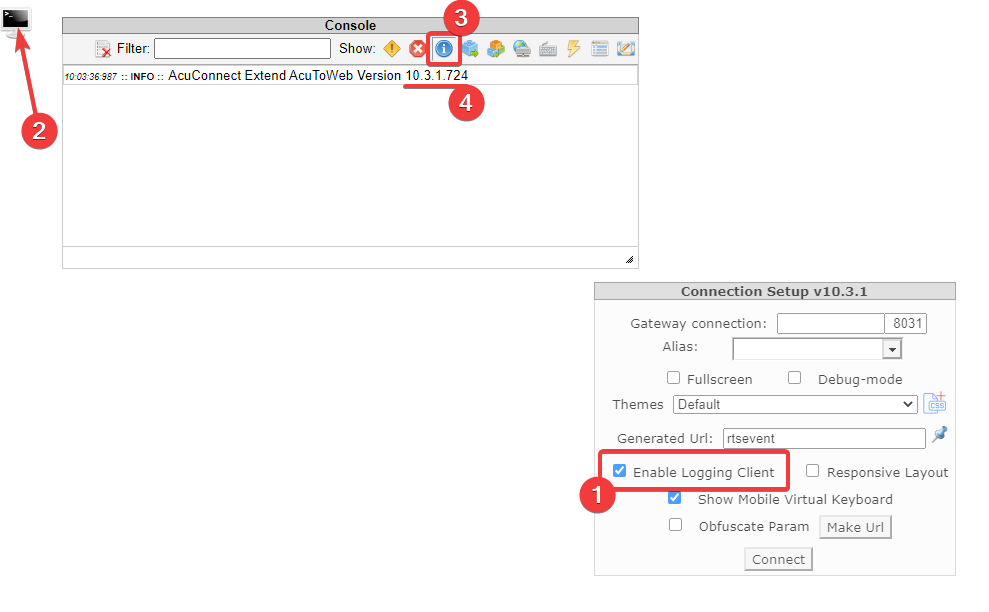 Console
3
Filter: Show:
2
10:03:36:987 :: INFO :: AcuConnect Extend AcuToWeb Version 10.3.1.724
4
Connection Setup v10.3.1
Gateway connection: 8031
Alias:
Fullscreen Debug-mode
Themes Default
CSS
Generated Url: rtsevent
Enable Logging Client Responsive Layout
1
Show Mobile Virtual Keyboard
Obfuscate Param Make Url
Connect